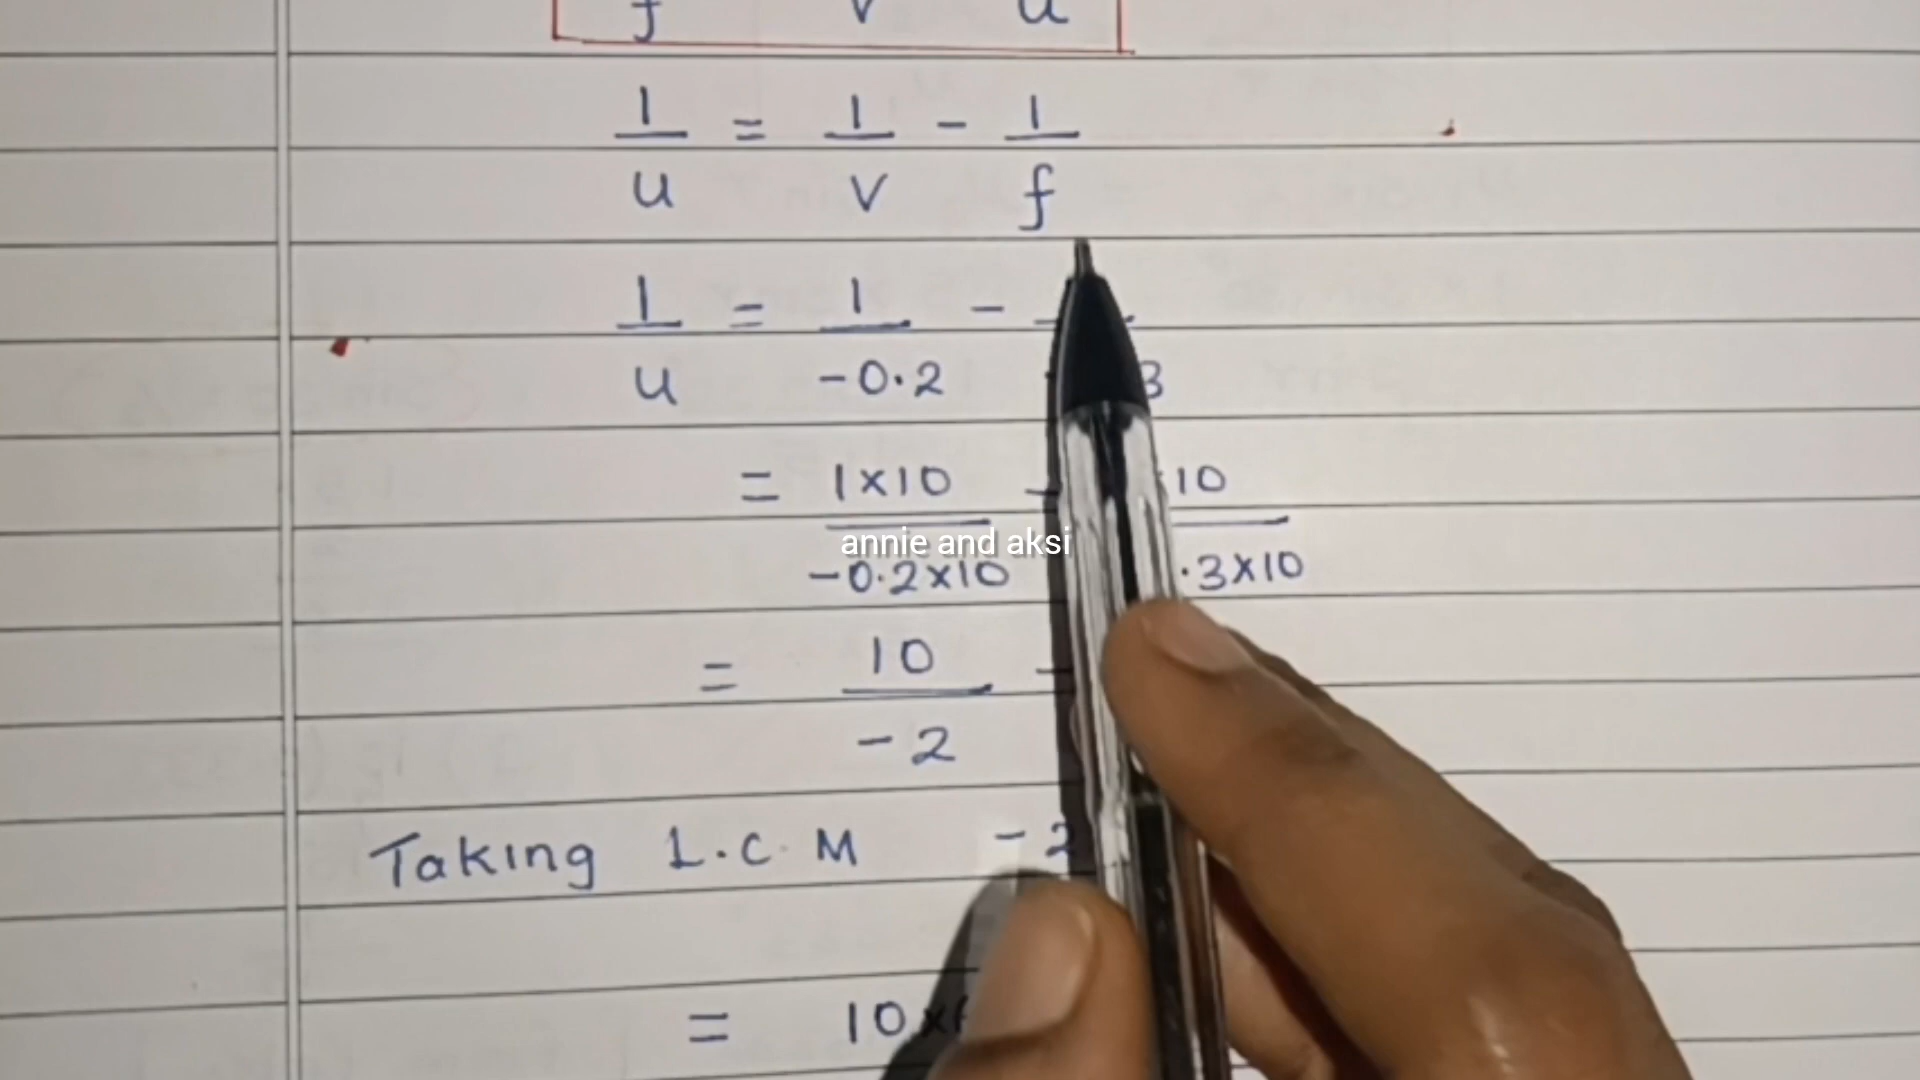 f v u
1 = 1 - 1
u v f
1 = 1 -
u -0.2 3
= 1×10 - 10
annie and aksi
-0.2×10 .3×10
= 10 -
-2
Taking L.C.M -2
= 10×